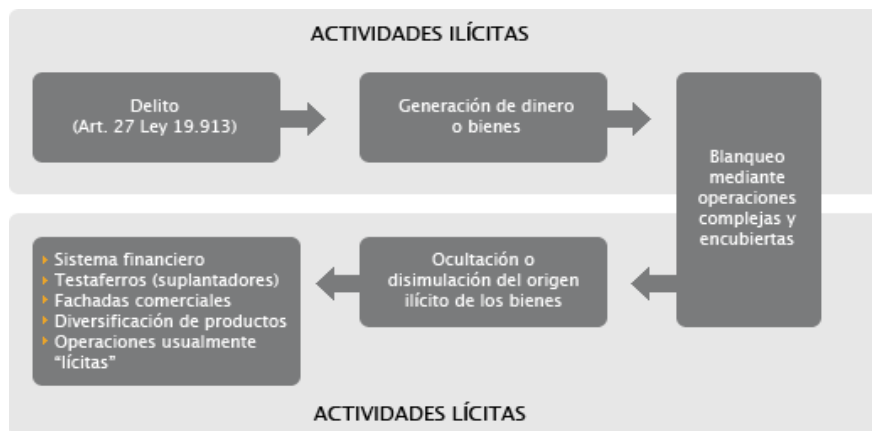 ACTIVIDADES ILÍCITAS
Delito
(Art. 27 Ley 19.913)
Generación de dinero
o bienes
Blanqueo
mediante
operaciones
complejas y
encubiertas
Ocultación o
disimulación del origen
ilícito de los bienes
Sistema financiero
Testaferros (suplantadores)
Fachadas comerciales
Diversificación de productos
Operaciones usualmente
“lícitas”
ACTIVIDADES LÍCITAS